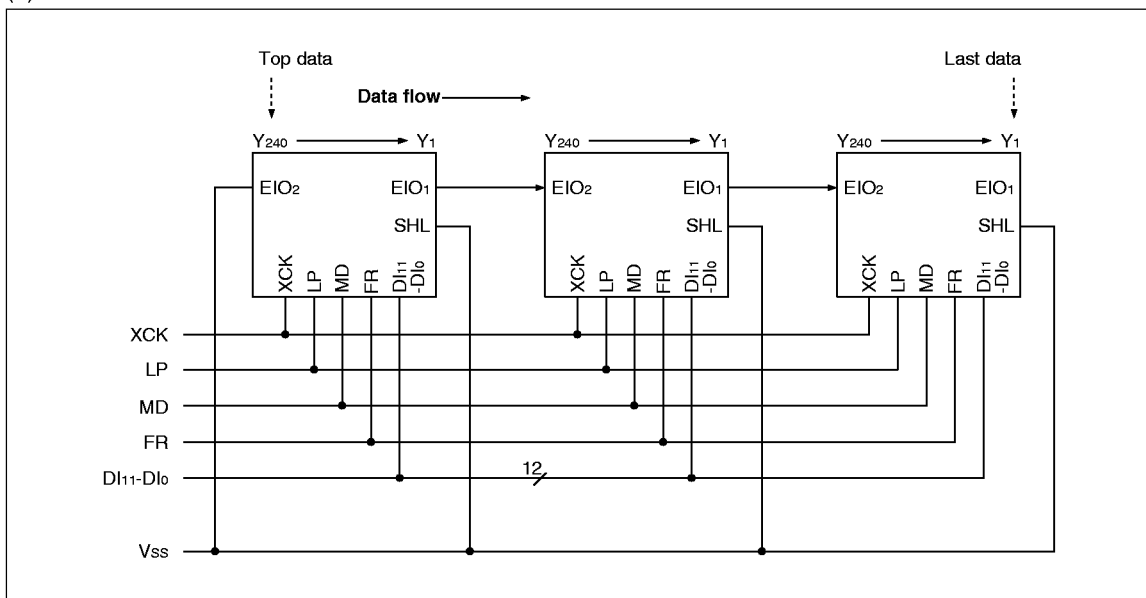 Top data
Last data
Data flow
Y240 Y1 Y240 Y1 Y240 Y1
EIO2 EIO1 EIO2 EIO1 EIO2 EIO1
SHL SHL SHL
XCK LP MD FR DI11-DI0 XCK LP MD FR DI11-DI0 XCK LP MD FR DI11-DI0
XCK
LP
MD
FR
DI11-DI0
12
VSS